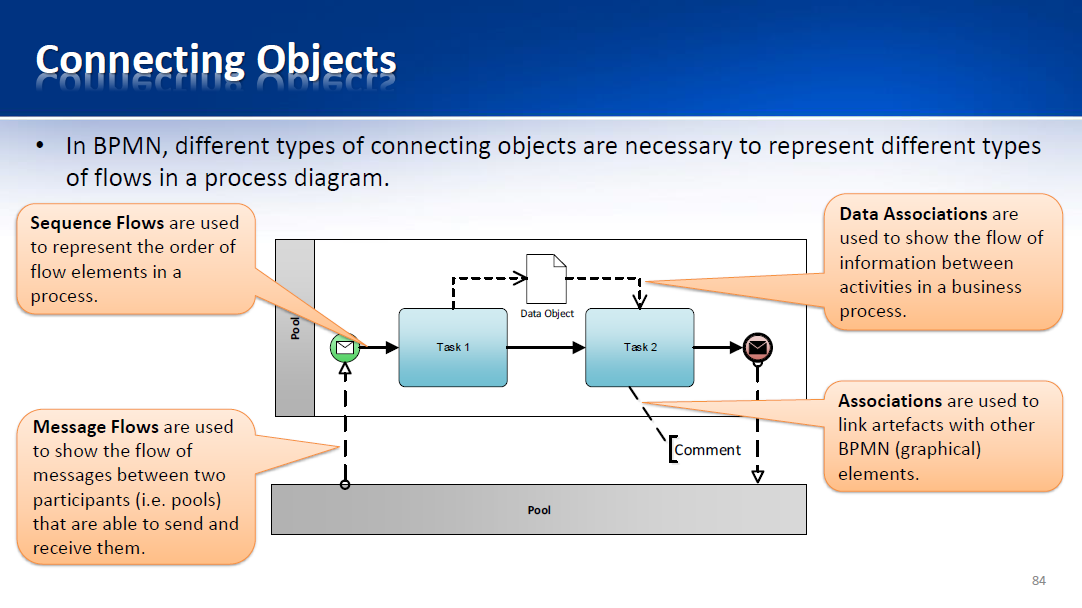 Connecting Objects
• In BPMN, different types of connecting objects are necessary to represent different types
of flows in a process diagram.
Sequence Flows are used
to represent the order of
flow elements in a
process.
Data Associations are
used to show the flow of
information between
activities in a business
process.
Pool
Data Object
Task 1
Task 2
Message Flows are used
to show the flow of
messages between two
participants (i.e. pools)
that are able to send and
receive them.
Associations are used to
link artefacts with other
BPMN (graphical)
elements.
Comment
Pool
84